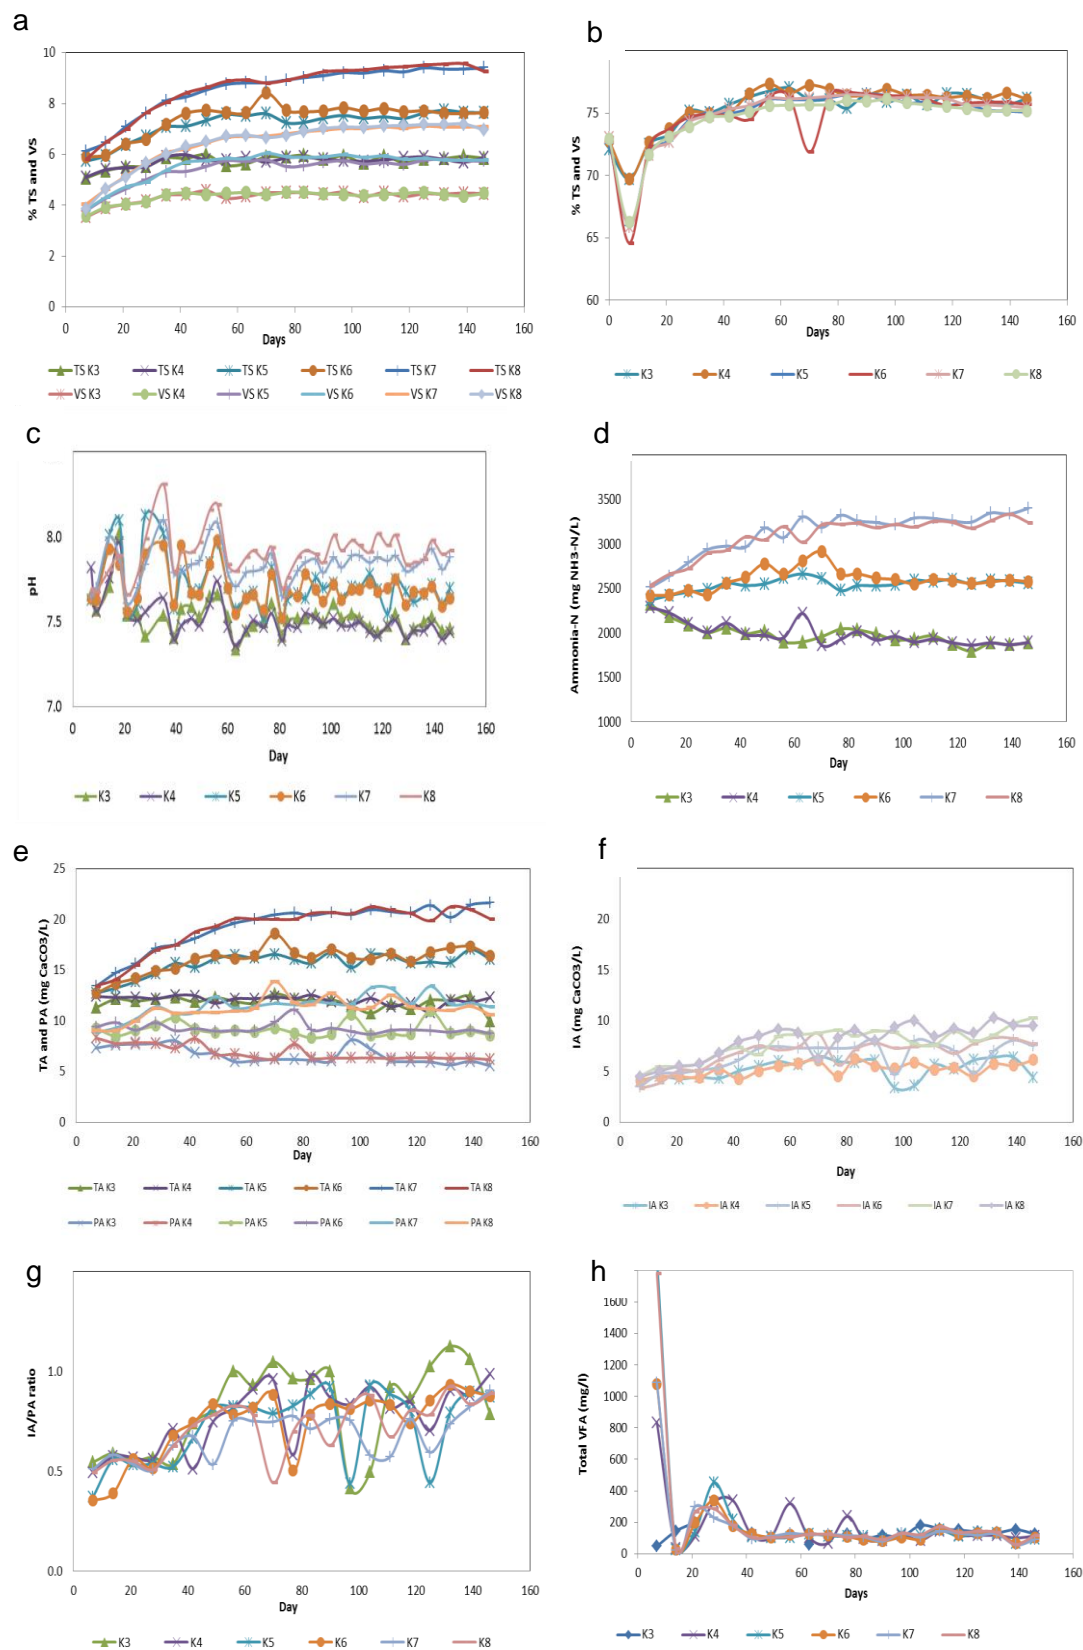 a
% TS and VS
10
8
6
4
2
0
0 20 40 60 80 100 120 140 160
Days
TS K3 TS K4 TS K5 TS K6 TS K7 TS K8
VS K3 VS K4 VS K5 VS K6 VS K7 VS K8
b
% TS and VS
75
70
65
60
0 20 40 60 80 100 120 140 160
Days
K3 K4 K5 K6 K7 K8
c
pH
8.0
7.5
7.0
0 20 40 60 80 100 120 140 160
Day
K3 K4 K5 K6 K7 K8
d
Ammonia-N (mg NH3-N/L)
3500
3000
2500
2000
1500
1000
0 20 40 60 80 100 120 140 160
Day
K3 K4 K5 K6 K7 K8
e
TA and PA (mg CaCO3/L)
25
20
15
10
5
0
0 20 40 60 80 100 120 140 160
Day
TA K3 TA K4 TA K5 TA K6 TA K7 TA K8
PA K3 PA K4 PA K5 PA K6 PA K7 PA K8
f
IA (mg CaCO3/L)
20
15
10
5
0
0 20 40 60 80 100 120 140 160
Day
IA K3 IA K4 IA K5 IA K6 IA K7 IA K8
g
IA/PA ratio
1.0
0.5
0.0
0 20 40 60 80 100 120 140 160
Day
K3 K4 K5 K6 K7 K8
h
Total VFA (mg/l)
1600
1400
1200
1000
800
600
400
200
0
0 20 40 60 80 100 120 140 160
Days
K3 K4 K5 K6 K7 K8